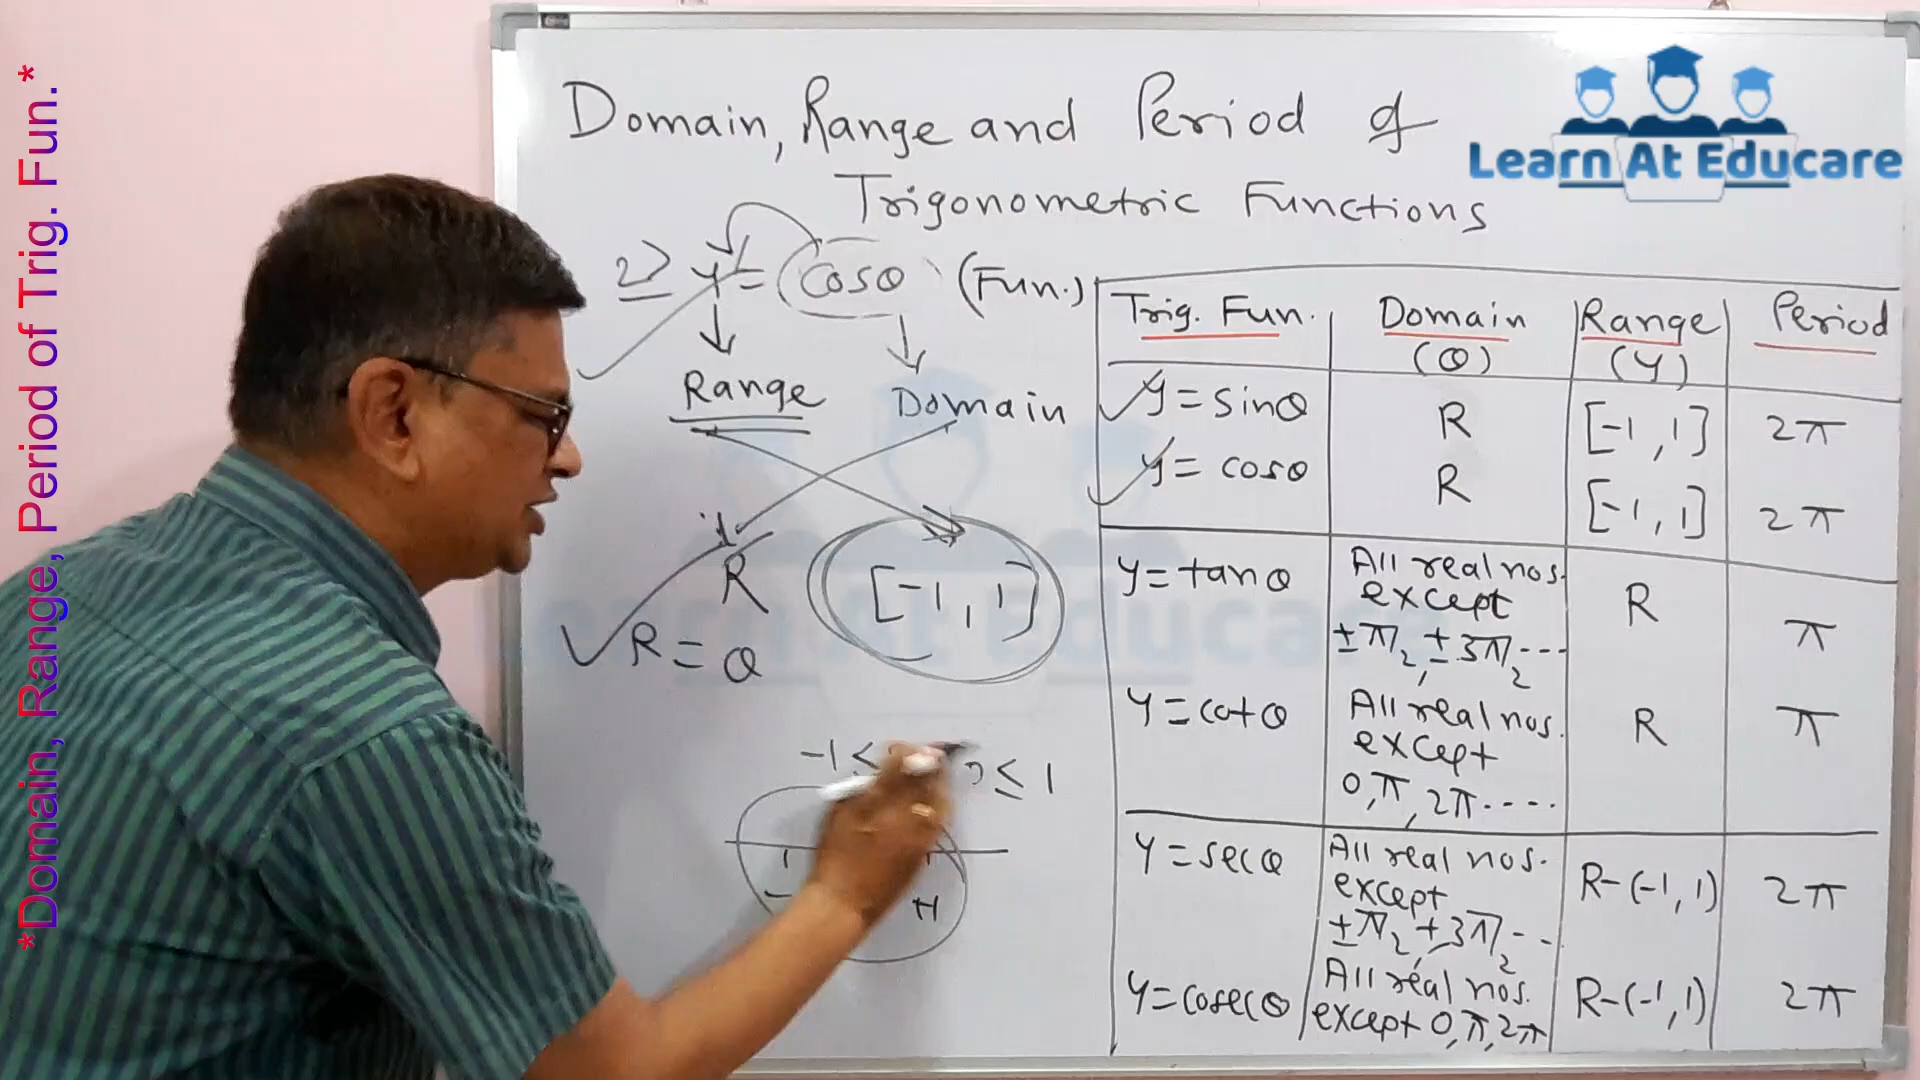 *Domain, Range, Period of Trig. Fun.*
Domain, Range and Period of
Trigonometric Functions
Learn At Educare
2> y = cosθ (Fun.)
Range Domain
R [-1, 1]
R = θ
-1 ≤ ≤ 1
Trig. Fun. Domain (θ) Range (y) Period
y = sinθ R [-1, 1] 2π
y = cosθ R [-1, 1] 2π
y = tanθ All real nos. except ±π/2, ±3π/2 --- R π
y = cotθ All real nos. except 0, π, 2π ---- R π
y = secθ All real nos. except ±π/2, ±3π/2 -- R-(-1, 1) 2π
y = cosecθ All real nos. except 0, π, 2π R-(-1, 1) 2π
Learn At Educare